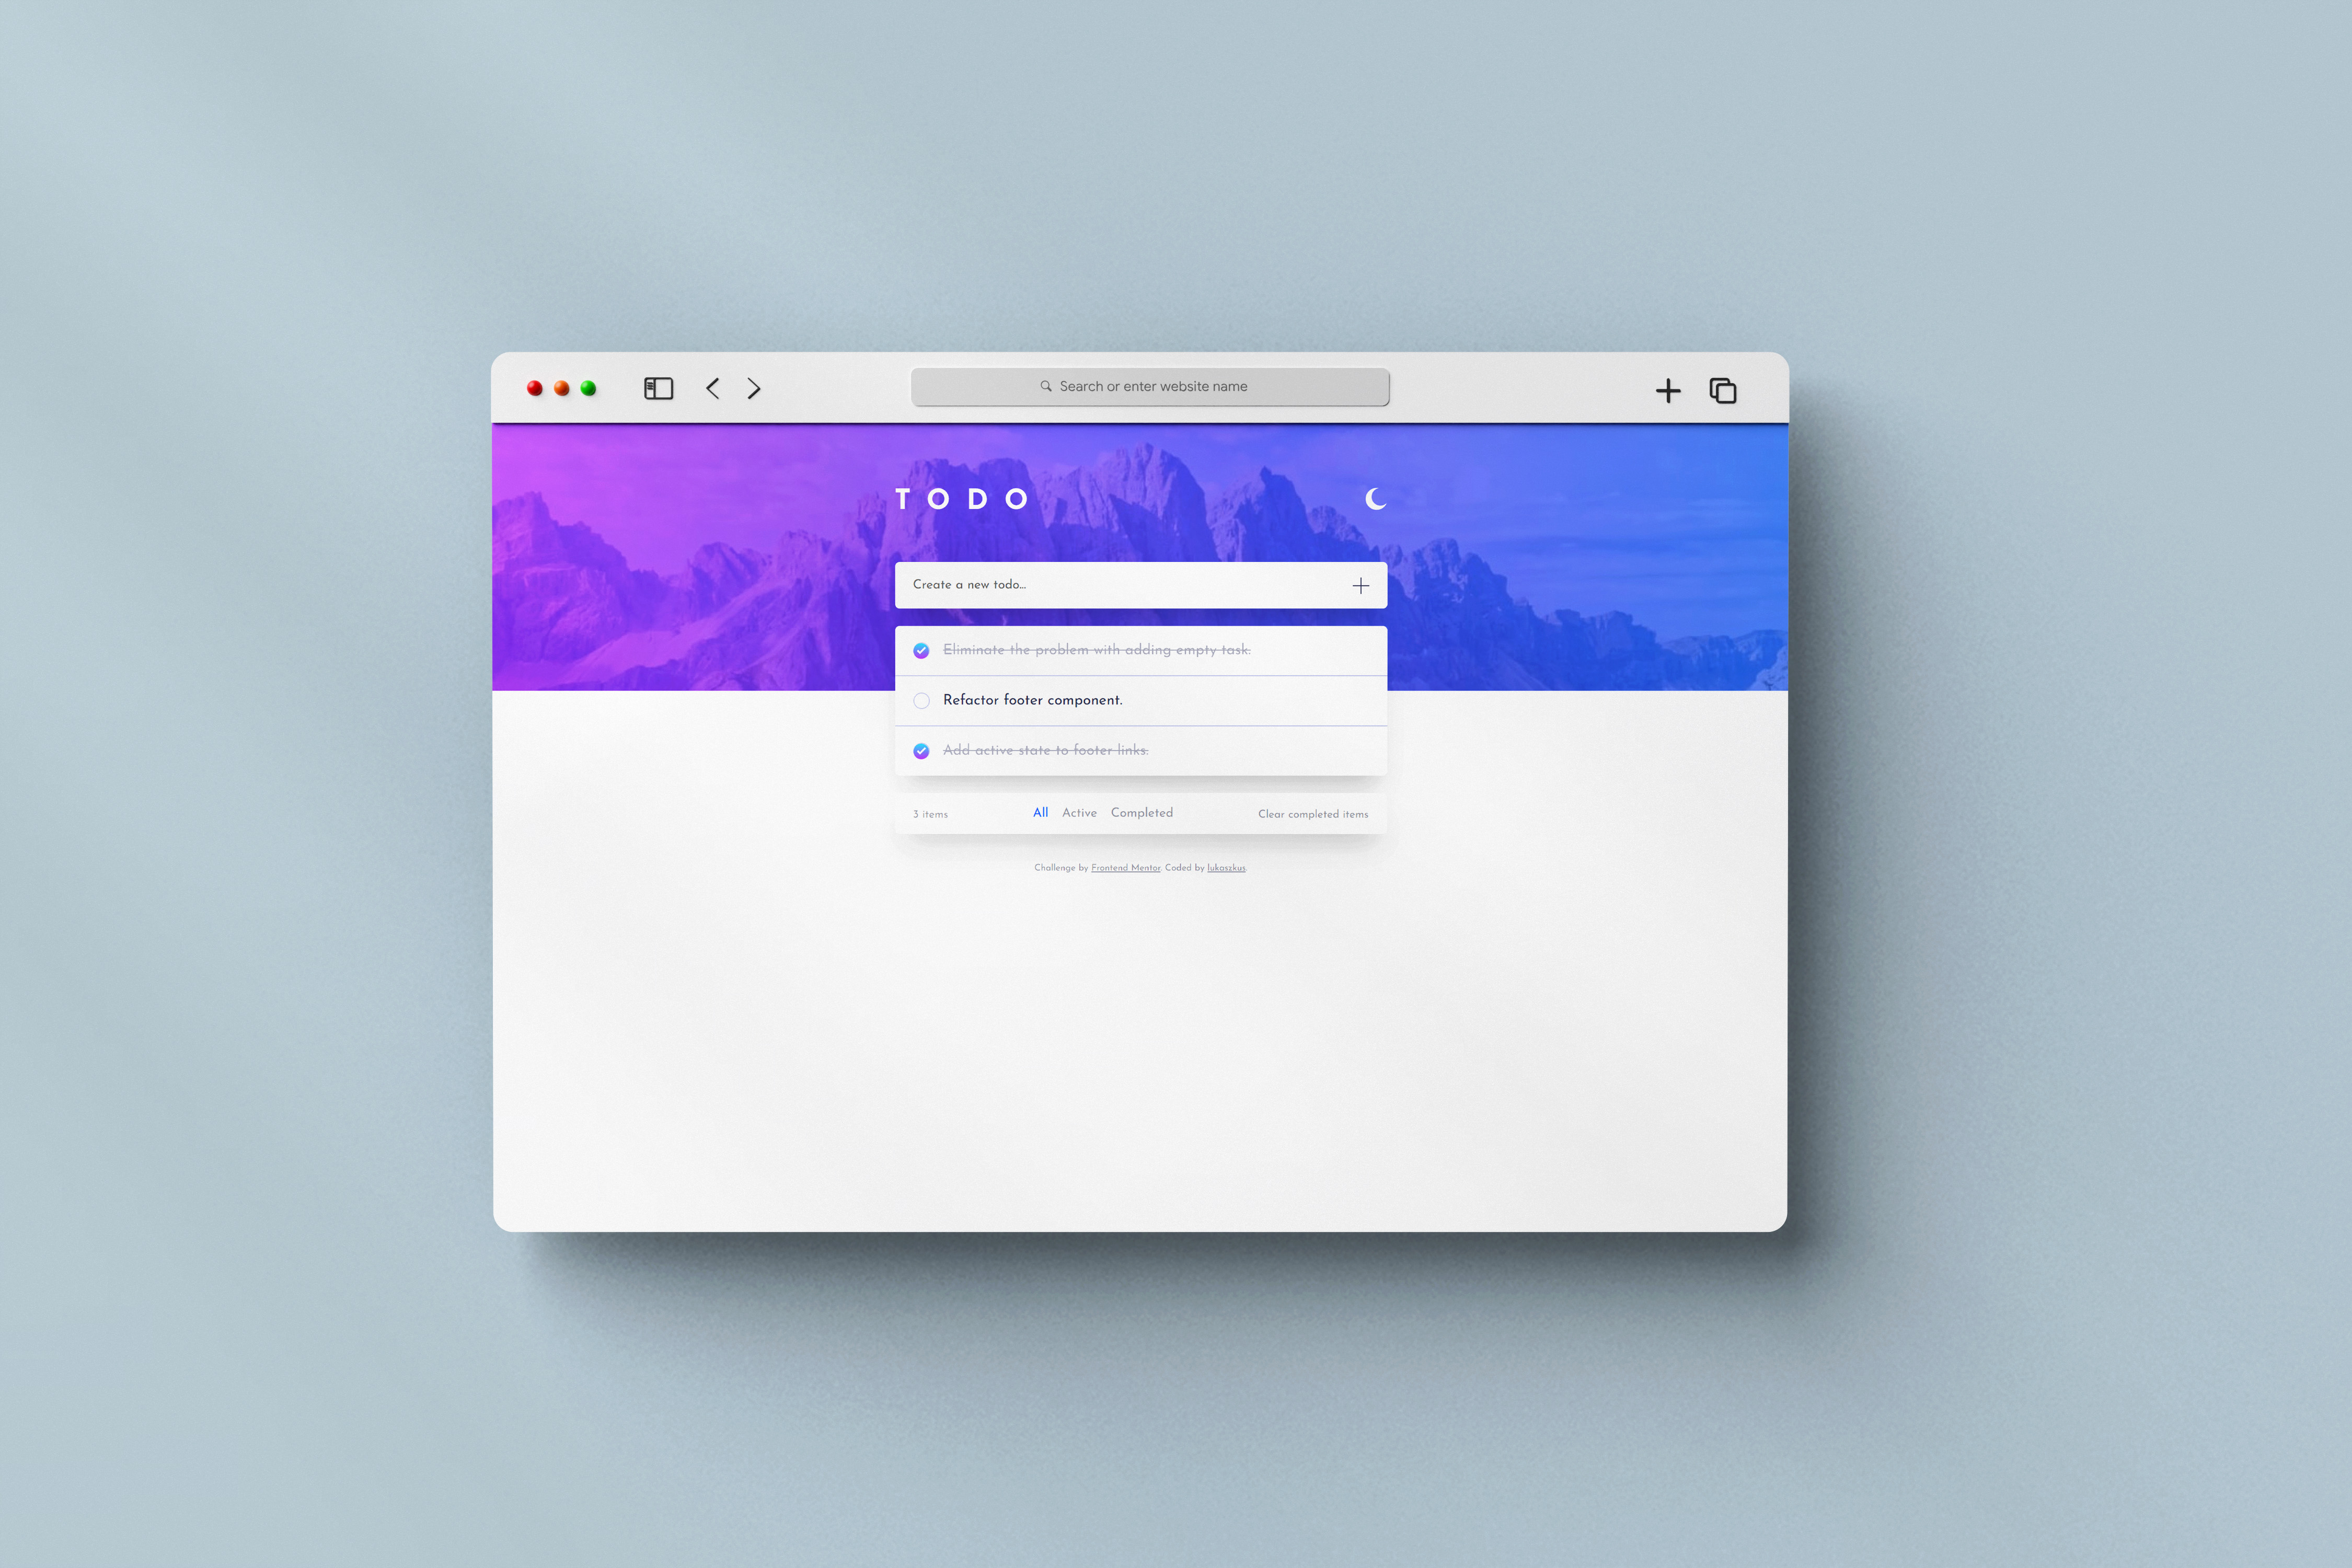 Search or enter website name
TODO
Create a new todo...
Eliminate the problem with adding empty task.
Refactor footer component.
Add active state to footer links.
3 items All Active Completed Clear completed items
Challenge by Frontend Mentor. Coded by lukaszkus.